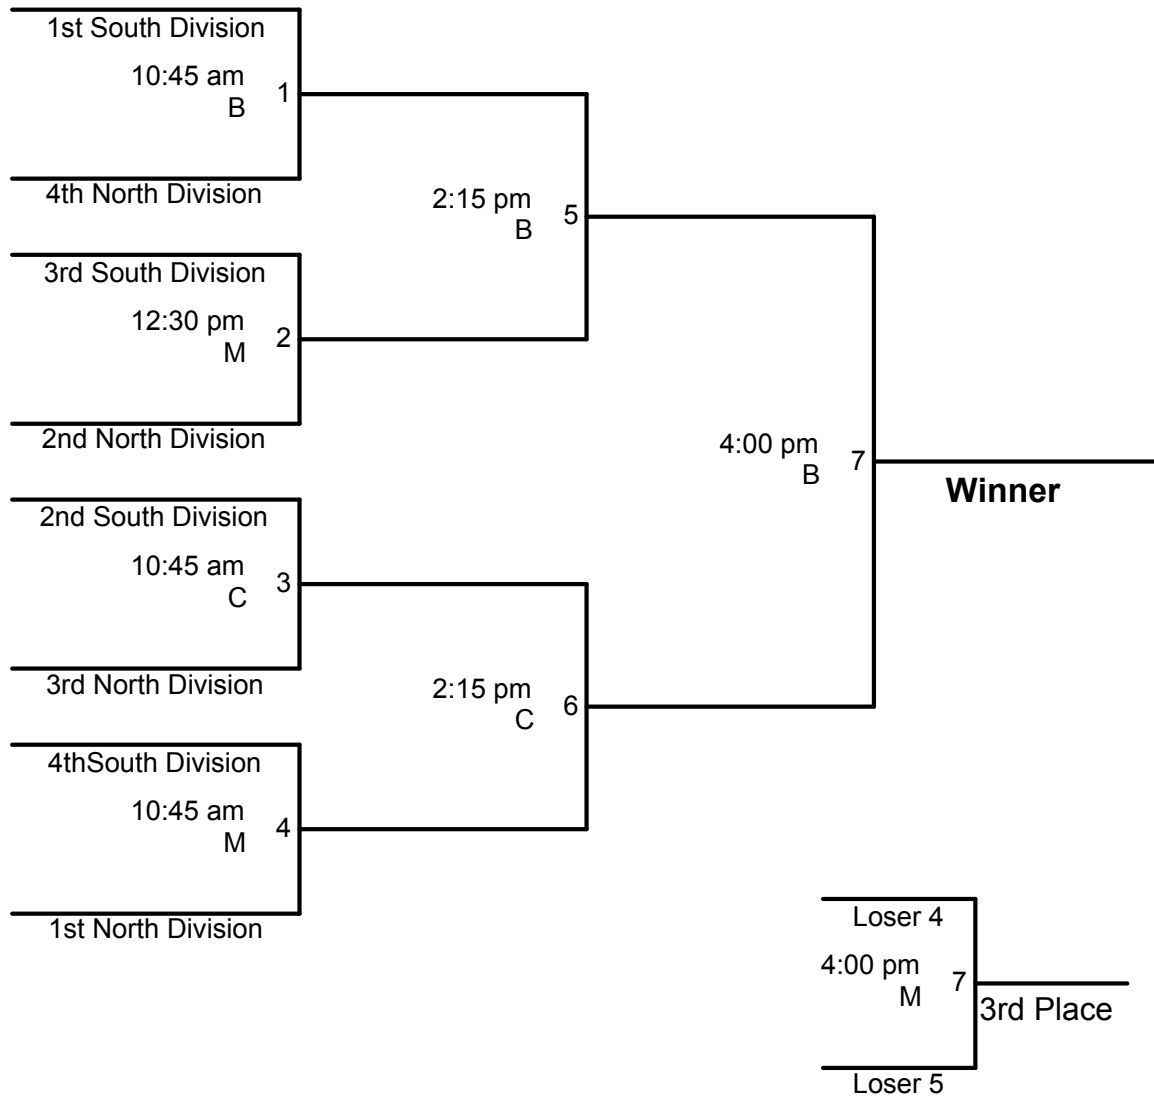 1st South Division
10:45 am
B
1
4th North Division
2:15 pm
B
5
3rd South Division
12:30 pm
M
2
2nd North Division
4:00 pm
B
7
Winner
2nd South Division
10:45 am
C
3
3rd North Division
2:15 pm
C
6
4thSouth Division
10:45 am
M
4
1st North Division
Loser 4
4:00 pm
M
7
3rd Place
Loser 5